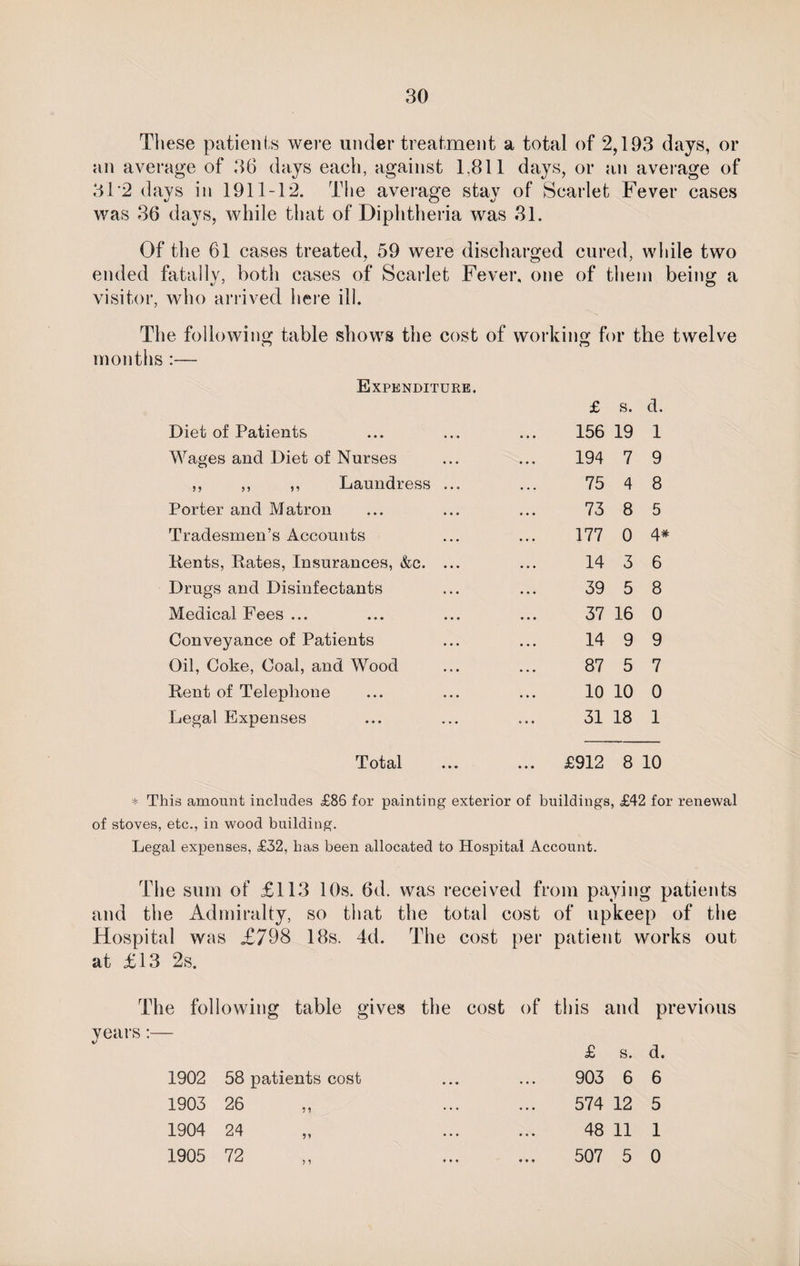 30
These patients were under treatment a total of 2,193 days, or
an average of 36 days each, against 1,811 days, or an average of
31·2 days in 1911-12. The average stay of Scarlet Fever cases
was 36 days, while that of Diphtheria was 31.
Of the 61 cases treated, 59 were discharged cured, while two
ended fatally, both cases of Scarlet Fever, one of them being a
visitor, who arrived here ill.
The following table shows the cost of working for the twelve
months :—
EXPENDITURE.
£ s. d.
Diet of Patients ... ... ... 156 19 1
Wages and Diet of Nurses ... ... 194 7 9
,, ,, ,, Laundress ... ... 75 4 8
Porter and Matron ... ... ... 73 8 5
Tradesmen's Accounts ... ... 177 0 4*
Rents, Rates, Insurances, &c. ... ... 14 3 6
Drugs and Disinfectants ... ... 39 5 8
Medical Fees ... ... ... ... 37 16 0
Conveyance of Patients ... ... 14 9 9
Oil, Coke, Coal, and Wood ... ... 87 5 7
Rent of Telephone ... ... ... 10 10 0
Legal Expenses ... ... ... 31 18 1
Total ... ... £912 8 10
* This amount includes £86 for painting exterior of buildings, £42 for renewal
of stoves, etc., in wood building.
Legal expenses, £32, has been allocated to Hospital Account.
The sum of £113 10s. 6d. was received from paying patients
and the Admiralty, so that the total cost of upkeep of the
Hospital was £798 18s. 4d. The cost per patient works out
at £13 2s.
The following table gives the cost of this and previous
years :—
£ s. d.
1902 58 patients cost ... ... 903 6 6
1903 26 ,, ... ... 574 12 5
1904 24 ,, ... ... 48 11 1
1905 72 ,, ... ... 507 5 0